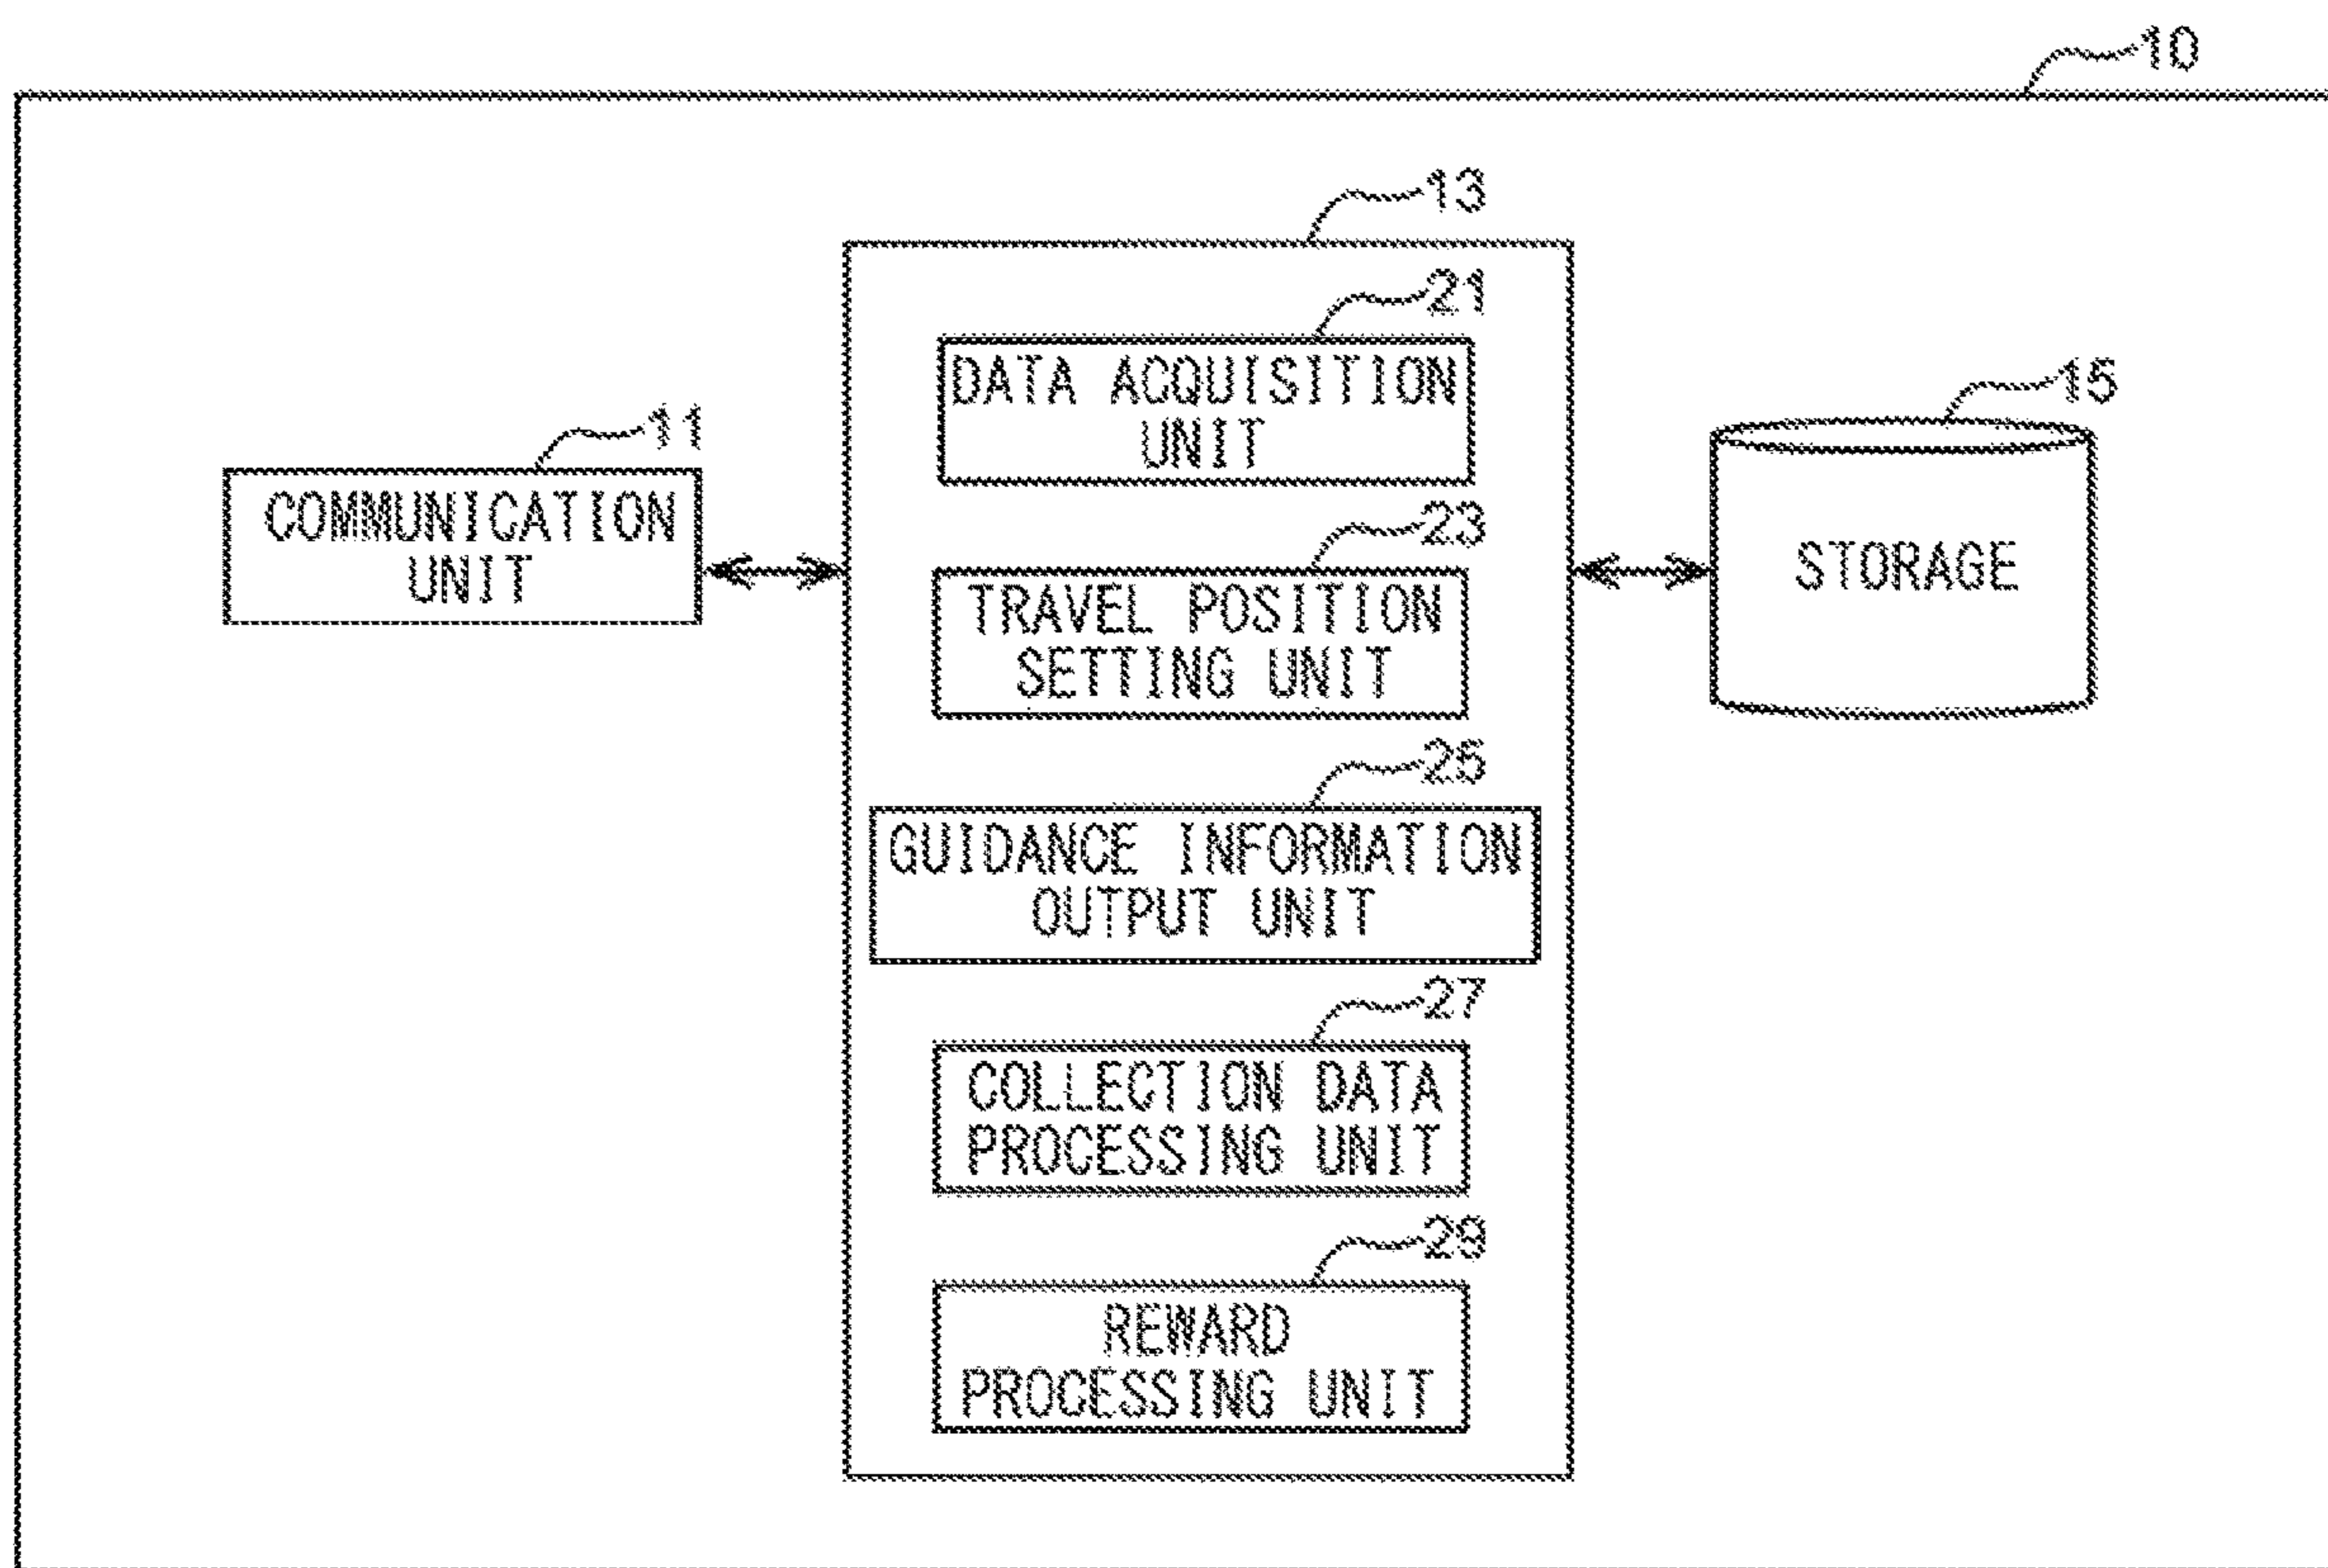 10
13
21
DATA ACQUISITION
UNIT
15
11
COMMUNICATION
UNIT
23
TRAVEL POSITION
SETTING UNIT
STORAGE
25
GUIDANCE INFORMATION
OUTPUT UNIT
27
COLLECTION DATA
PROCESSING UNIT
29
REWARD
PROCESSING UNIT